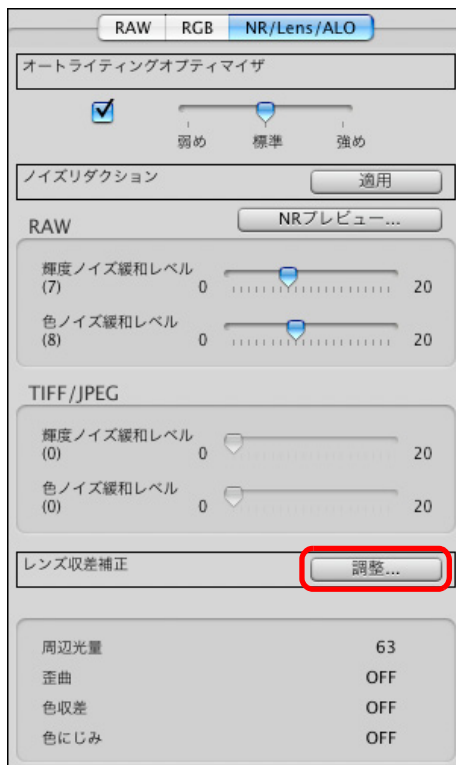 RAW RGB NR/Lens/ALO
オートライティングオプティマイザ
弱め 標準 強め
ノイズリダクション 適用
RAW NRプレビュー...
輝度ノイズ緩和レベル
(7) 0 20
色ノイズ緩和レベル
(8) 0 20
TIFF/JPEG
輝度ノイズ緩和レベル
(0) 0 20
色ノイズ緩和レベル
(0) 0 20
レンズ収差補正 調整...
周辺光量 63
歪曲 OFF
色収差 OFF
色にじみ OFF